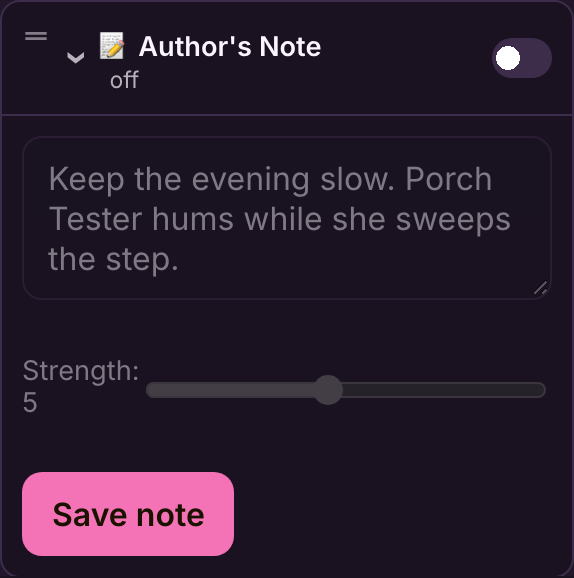 📝 Author's Note
off
Keep the evening slow. Porch
Tester hums while she sweeps
the step.
Strength:
5
Save note